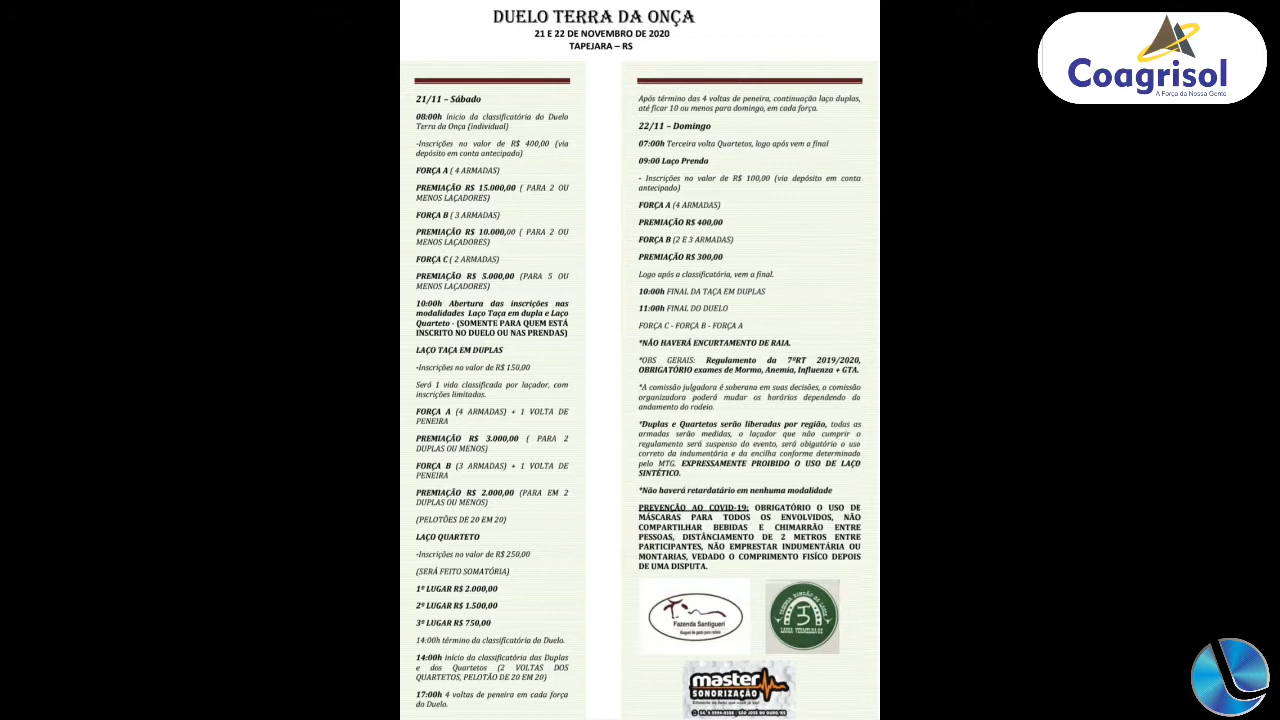 DUELO TERRA DA ONÇA
21 E 22 DE NOVEMBRO DE 2020
TAPEJARA – RS
21/11 – Sábado
08:00h início da classificatória do Duelo
Terra da Onça (individual)
-Inscrições no valor de R$ 400,00 (via
depósito em conta antecipado)
FORÇA A ( 4 ARMADAS)
PREMIAÇÃO R$ 15.000,00 ( PARA 2 OU
MENOS LAÇADORES)
FORÇA B ( 3 ARMADAS)
PREMIAÇÃO R$ 10.000,00 ( PARA 2 OU
MENOS LAÇADORES)
FORÇA C ( 2 ARMADAS)
PREMIAÇÃO R$ 5.000,00 (PARA 5 OU
MENOS LAÇADORES)
10:00h Abertura das inscrições nas
modalidades Laço Taça em dupla e Laço
Quarteto - (SOMENTE PARA QUEM ESTÁ
INSCRITO NO DUELO OU NAS PRENDAS)
LAÇO TAÇA EM DUPLAS
-Inscrições no valor de R$150,00
Será 1 vida classificada por laçador, com
inscrições limitadas.
FORÇA A (4 ARMADAS) + 1 VOLTA DE
PENEIRA
PREMIAÇÃO R$ 3.000,00 ( PARA 2
DUPLAS OU MENOS)
FORÇA B (3 ARMADAS) + 1 VOLTA DE
PENEIRA
PREMIAÇÃO R$ 2.000,00 (PARA EM 2
DUPLAS OU MENOS)
(PELOTÕES DE 20 EM 20)
LAÇO QUARTETO
-Inscrições no valor de R$250,00
(SERÁ FEITO SOMATÓRIA)
1º LUGAR R$ 2.000,00
2º LUGAR R$ 1.500,00
3º LUGAR R$ 750,00
14:00h término da classificatória do Duelo.
14:00h início da classificatória das Duplas
e dos Quartetos (2 VOLTAS DOS
QUARTETOS, PELOTÃO DE 20 EM 20)
17:00h 4 voltas de peneira em cada força
do Duelo.
Após término das 4 voltas de peneira, continuação laço duplas,
até ficar 10 ou menos para domingo, em cada força.
22/11 – Domingo
07:00h Terceira volta Quartetos, logo após vem a final
09:00 Laço Prenda
- Inscrições no valor de R$ 100,00 (via depósito em conta
antecipado)
FORÇA A (4 ARMADAS)
PREMIAÇÃO R$ 400,00
FORÇA B (2 E 3 ARMADAS)
PREMIAÇÃO R$ 300,00
Logo após a classificatória, vem a final.
10:00h FINAL DA TAÇA EM DUPLAS
11:00h FINAL DO DUELO
FORÇA C - FORÇA B - FORÇA A
*NÃO HAVERÁ ENCURTAMENTO DE RAIA.
*OBS GERAIS: Regulamento da 7ªRT 2019/2020,
OBRIGATÓRIO exames de Mormo, Anemia, Influenza + GTA.
*A comissão julgadora é soberana em suas decisões, a comissão
organizadora poderá mudar os horários dependendo do
andamento do rodeio.
*Duplas e Quartetos serão liberadas por região, todas as
armadas serão medidas, o laçador que não cumprir o
regulamento será suspenso do evento, será obigatório o uso
correto da indumentária e da encilha conforme determinado
pelo MTG. EXPRESSAMENTE PROIBIDO O USO DE LAÇO
SINTÉTICO.
*Não haverá retardatário em nenhuma modalidade
PREVENÇÃO AO COVID-19: OBRIGATÓRIO O USO DE
MÁSCARAS PARA TODOS OS ENVOLVIDOS, NÃO
COMPARTILHAR BEBIDAS E CHIMARRÃO ENTRE
PESSOAS, DISTÂNCIAMENTO DE 2 METROS ENTRE
PARTICIPANTES, NÃO EMPRESTAR INDUMENTÁRIA OU
MONTARIAS, VEDADO O COMPRIMENTO FISÍCO DEPOIS
DE UMA DISPUTA.
Fazenda Santigueri
Aluguel de gado para rodeio
LAGOA VERMELHA-RS
master
SONORIZAÇÃO
SÃO JOSÉ DO OURO/RS
Coagrisol
A Força da Nossa Gente